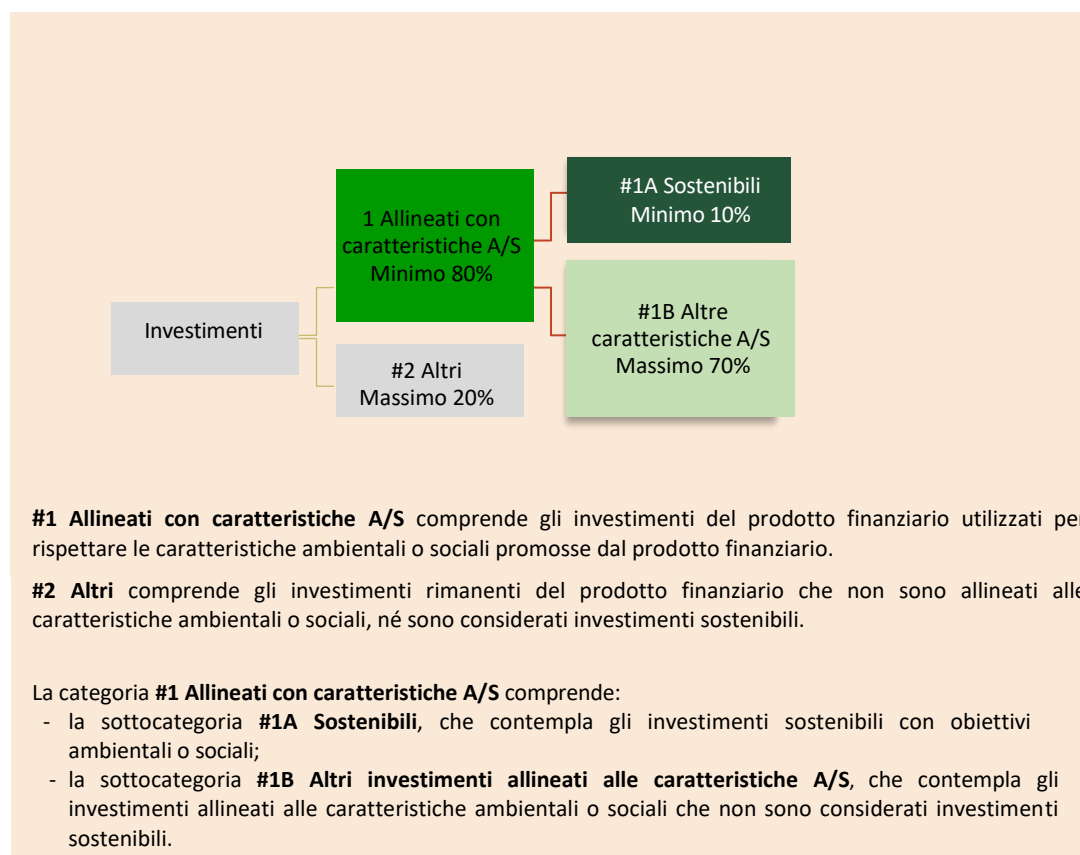 #1A Sostenibili
Minimo 10%
1 Allineati con
caratteristiche A/S
Minimo 80%
#1B Altre
caratteristiche A/S
Massimo 70%
Investimenti
#2 Altri
Massimo 20%
#1 Allineati con caratteristiche A/S comprende gli investimenti del prodotto finanziario utilizzati per
rispettare le caratteristiche ambientali o sociali promosse dal prodotto finanziario.
#2 Altri comprende gli investimenti rimanenti del prodotto finanziario che non sono allineati alle
caratteristiche ambientali o sociali, né sono considerati investimenti sostenibili.
La categoria #1 Allineati con caratteristiche A/S comprende:
- la sottocategoria #1A Sostenibili, che contempla gli investimenti sostenibili con obiettivi
ambientali o sociali;
- la sottocategoria #1B Altri investimenti allineati alle caratteristiche A/S, che contempla gli
investimenti allineati alle caratteristiche ambientali o sociali che non sono considerati investimenti
sostenibili.